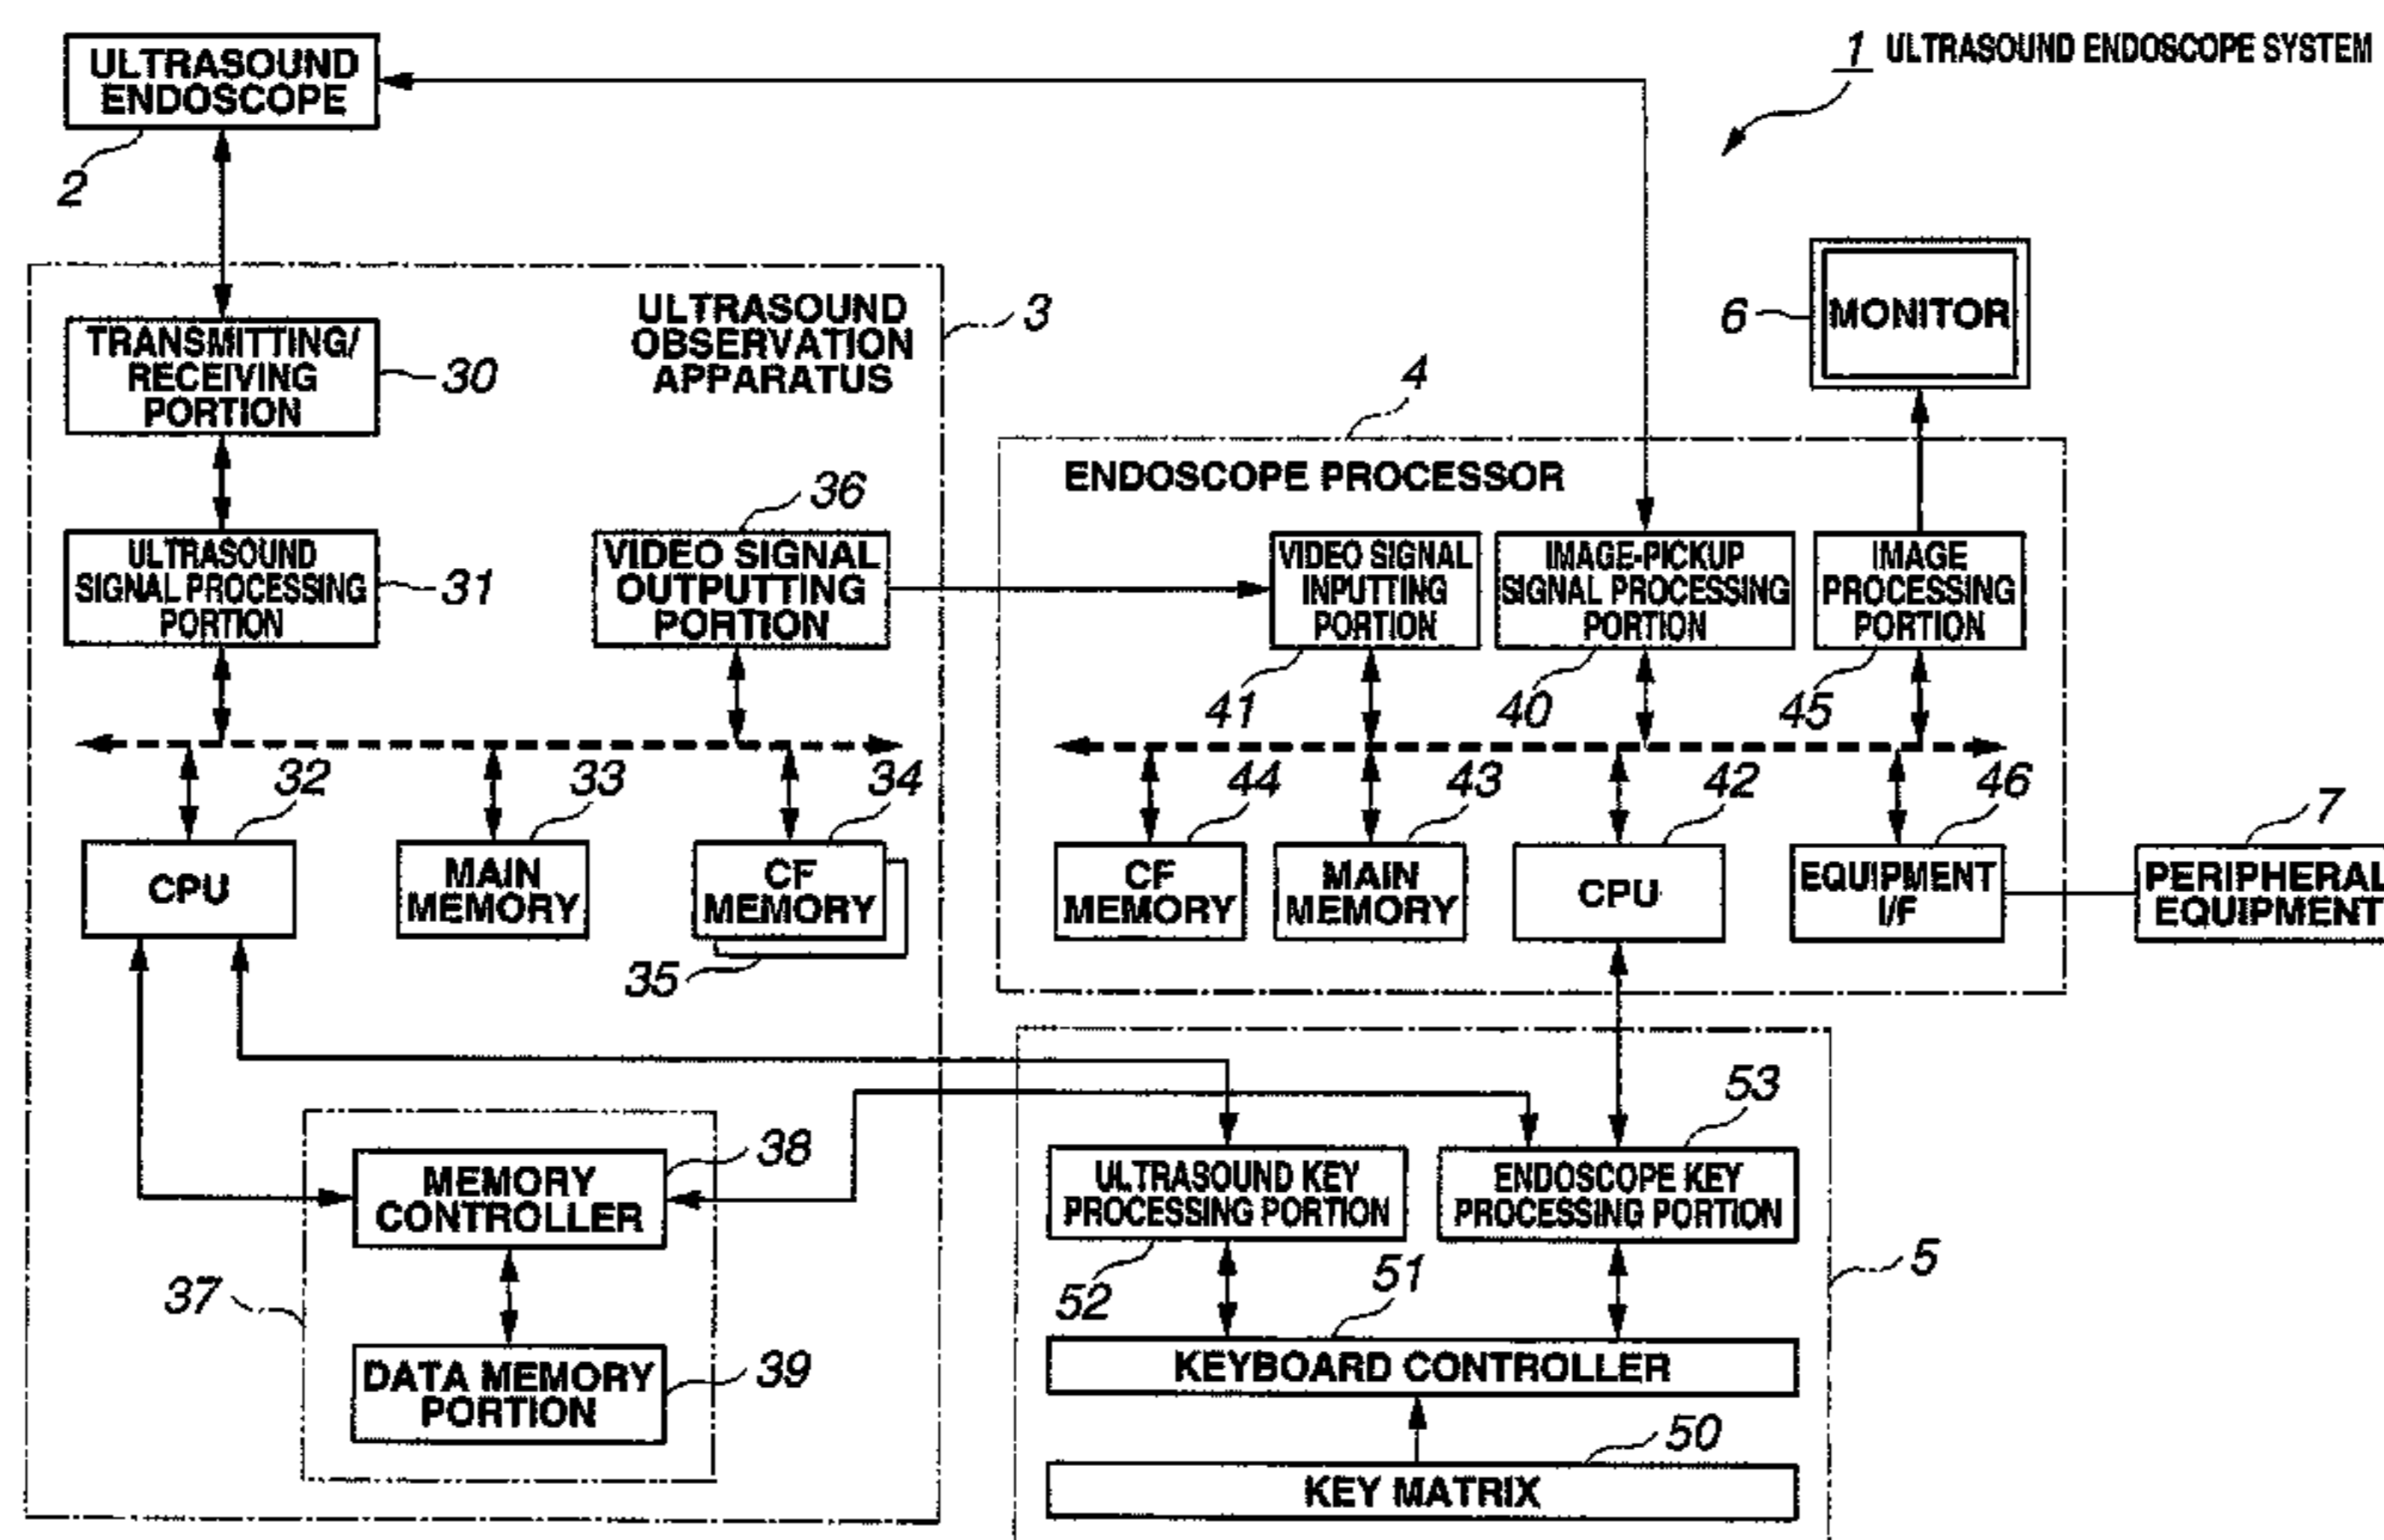 1 ULTRASOUND ENDOSCOPE SYSTEM
ULTRASOUND
ENDOSCOPE
2
ULTRASOUND
OBSERVATION
APPARATUS
3
TRANSMITTING/
RECEIVING
PORTION
30
ULTRASOUND
SIGNAL PROCESSING
PORTION
31
VIDEO SIGNAL
OUTPUTTING
PORTION
36
CPU
32
MAIN
MEMORY
33
CF
MEMORY
34
35
MEMORY
CONTROLLER
38
37
DATA MEMORY
PORTION
39
MONITOR
6
4
ENDOSCOPE PROCESSOR
VIDEO SIGNAL
INPUTTING
PORTION
41
IMAGE-PICKUP
SIGNAL PROCESSING
PORTION
40
IMAGE
PROCESSING
PORTION
45
CF
MEMORY
44
MAIN
MEMORY
43
CPU
42
EQUIPMENT
I/F
46
PERIPHERAL
EQUIPMENT
7
ULTRASOUND KEY
PROCESSING PORTION
52
ENDOSCOPE KEY
PROCESSING PORTION
53
5
51
KEYBOARD CONTROLLER
50
KEY MATRIX